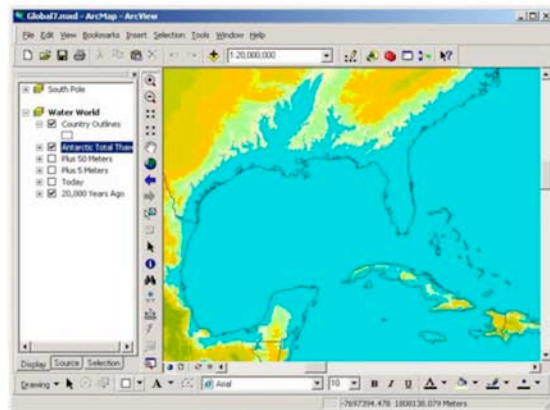 Global7.mxd - ArcMap - ArcView
File Edit View Bookmarks Insert Selection Tools Window Help
1:20,000,000
South Pole
Water World
Country Outlines
Antarctic Total Thaw
Plus 50 Meters
Plus 5 Meters
Today
20,000 Years Ago
Display Source Selection
Drawing
A
Arial
10
B I U A
-7697394.478 1808138.079 Meters